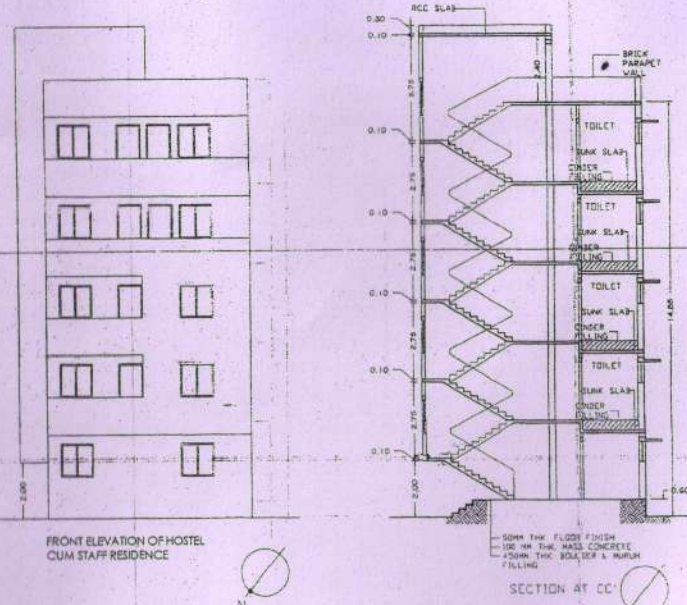 RCC SLAB
0.30
0.10
BRICK
PARAPET
WALL
2.40
3.75
TOILET
0.10
SUNK SLAB
CINDER
FILLING
2.75
TOILET
0.10
SUNK SLAB
CINDER
FILLING
2.75
TOILET
0.10
SUNK SLAB
CINDER
FILLING
14.85
2.75
TOILET
0.10
SUNK SLAB
CINDER
FILLING
2.75
0.10
2.00
2.00
0.60
FRONT ELEVATION OF HOSTEL
CUM STAFF RESIDENCE
N
50MM THK FLOOR FINISH
100 MM THK MASS CONCRETE
450MM THK BOULDER & MURUM
FILLING
SECTION AT CC'